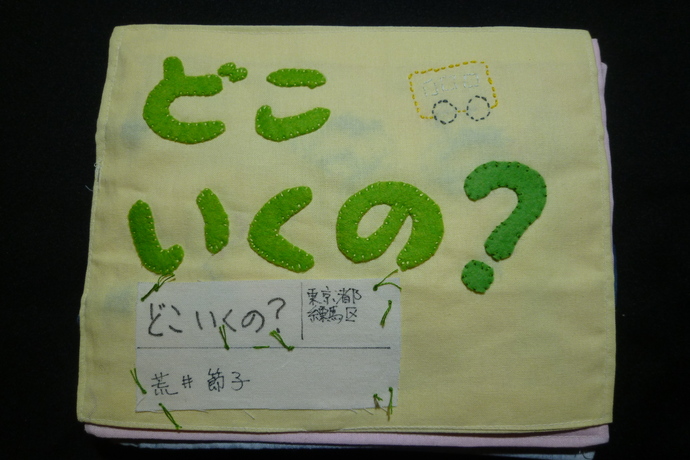 どこ
いくの?
どこいくの?
東京都
練馬区
荒井節子